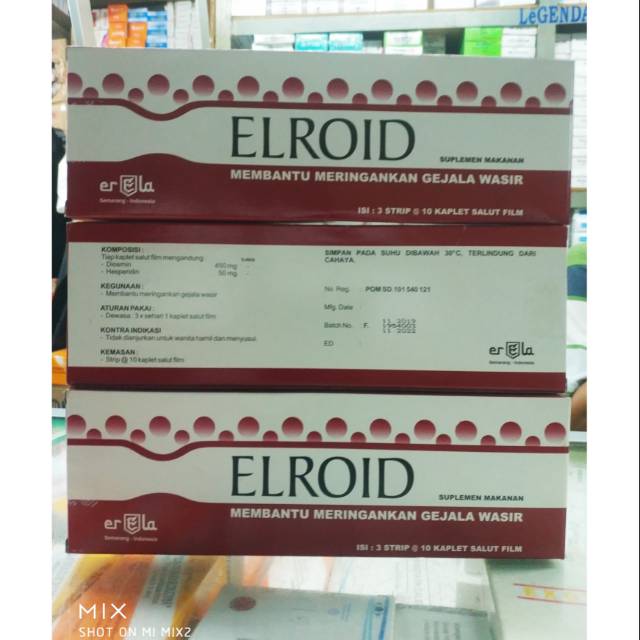 LeGENDA
ELROID
SUPLEMEN MAKANAN
MEMBANTU MERINGANKAN GEJALA WASIR
erela
Semarang - Indonesia
ISI : 3 STRIP @ 10 KAPLET SALUT FILM
KOMPOSISI :
Tiap kaplet salut film mengandung :
- Diosmin 450 mg
- Hesperidin 50 mg
KEGUNAAN :
- Membantu meringankan gejala wasir
ATURAN PAKAI :
- Dewasa : 3 x sehari 1 kaplet salut film
KONTRA INDIKASI
- Tidak dianjurkan untuk wanita hamil dan menyusui.
KEMASAN :
- Strip @ 10 kaplet salut film
SIMPAN PADA SUHU DIBAWAH 30°C, TERLINDUNG DARI
CAHAYA.
No. Reg. : POM SD. 101 540 121
Mfg. Date : 11 2019
Batch No. F. 1954003
ED 11 2022
erela
Semarang - Indonesia
ELROID
SUPLEMEN MAKANAN
MEMBANTU MERINGANKAN GEJALA WASIR
erela
Semarang - Indonesia
ISI : 3 STRIP @ 10 KAPLET SALUT FILM
MIX
SHOT ON MI MIX2